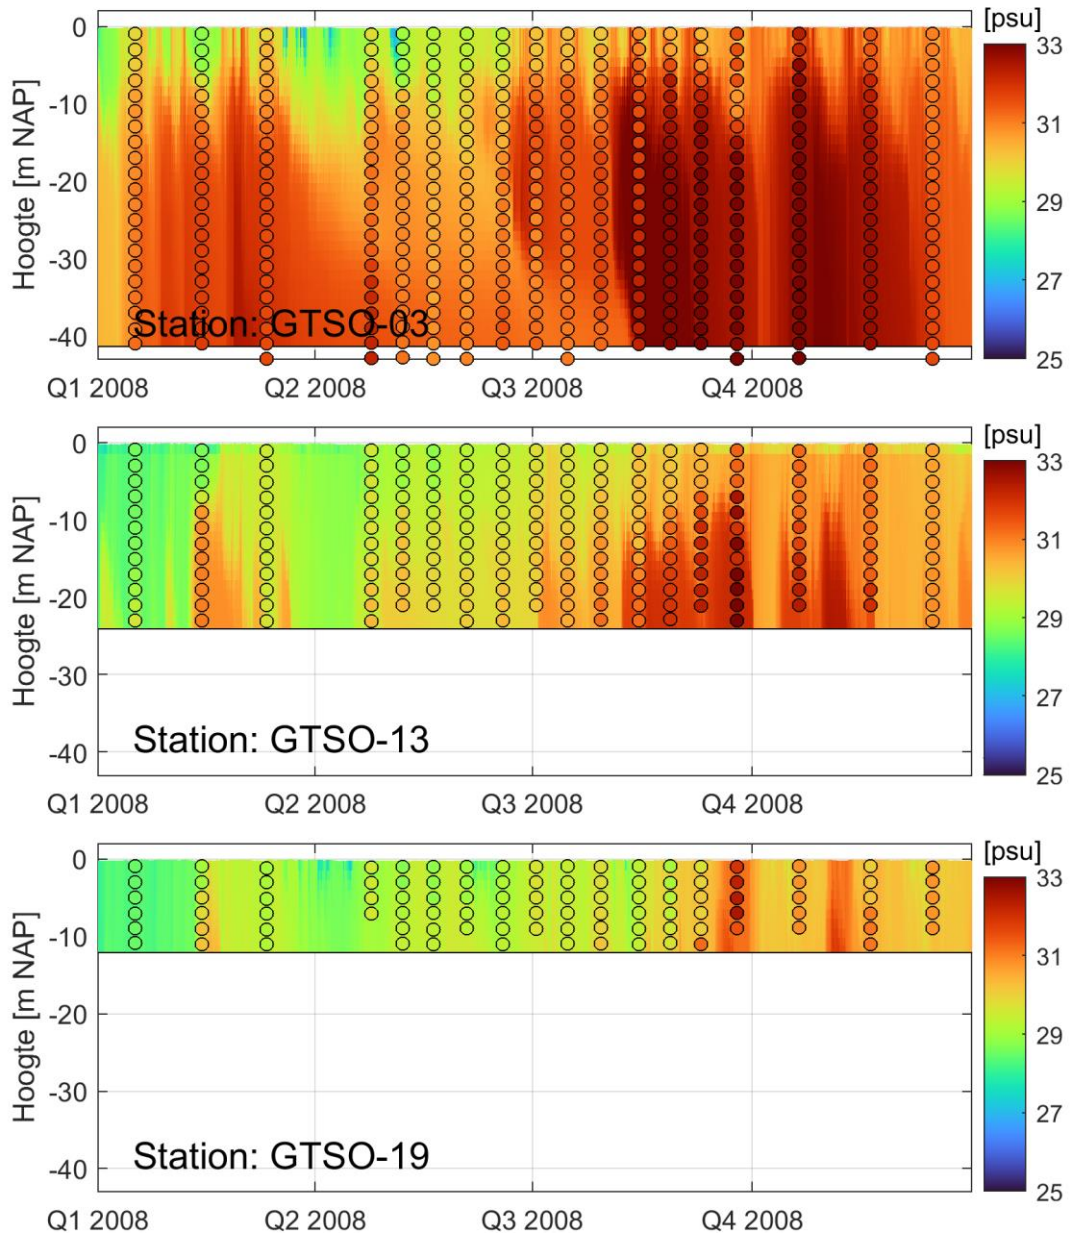 [psu]
0
-10
-20
-30
-40
Hoogte [m NAP]
Station: GTSO-03
Q1 2008
Q2 2008
Q3 2008
Q4 2008
33
31
29
27
25
[psu]
0
-10
-20
-30
-40
Hoogte [m NAP]
Station: GTSO-13
Q1 2008
Q2 2008
Q3 2008
Q4 2008
33
31
29
27
25
[psu]
0
-10
-20
-30
-40
Hoogte [m NAP]
Station: GTSO-19
Q1 2008
Q2 2008
Q3 2008
Q4 2008
33
31
29
27
25